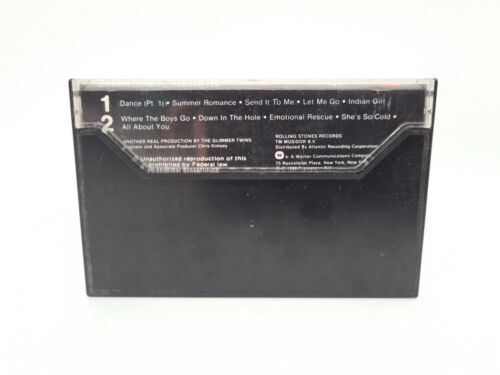 1 Dance (Pt. 1) • Summer Romance • Send It To Me • Let Me Go • Indian Girl
2 Where The Boys Go • Down In The Hole • Emotional Rescue • She's So Cold •
All About You
ANOTHER REAL PRODUCTION BY THE GLIMMER TWINS
Engineer and Associate Producer Chris Kimsey
Unauthorized reproduction of this
is prohibited by Federal law
ROLLING STONES RECORDS
TM MUSIDOR B.V.
Distributed By Atlantic Recording Corporation
A Warner Communications Company
75 Rockefeller Plaza, New York, New